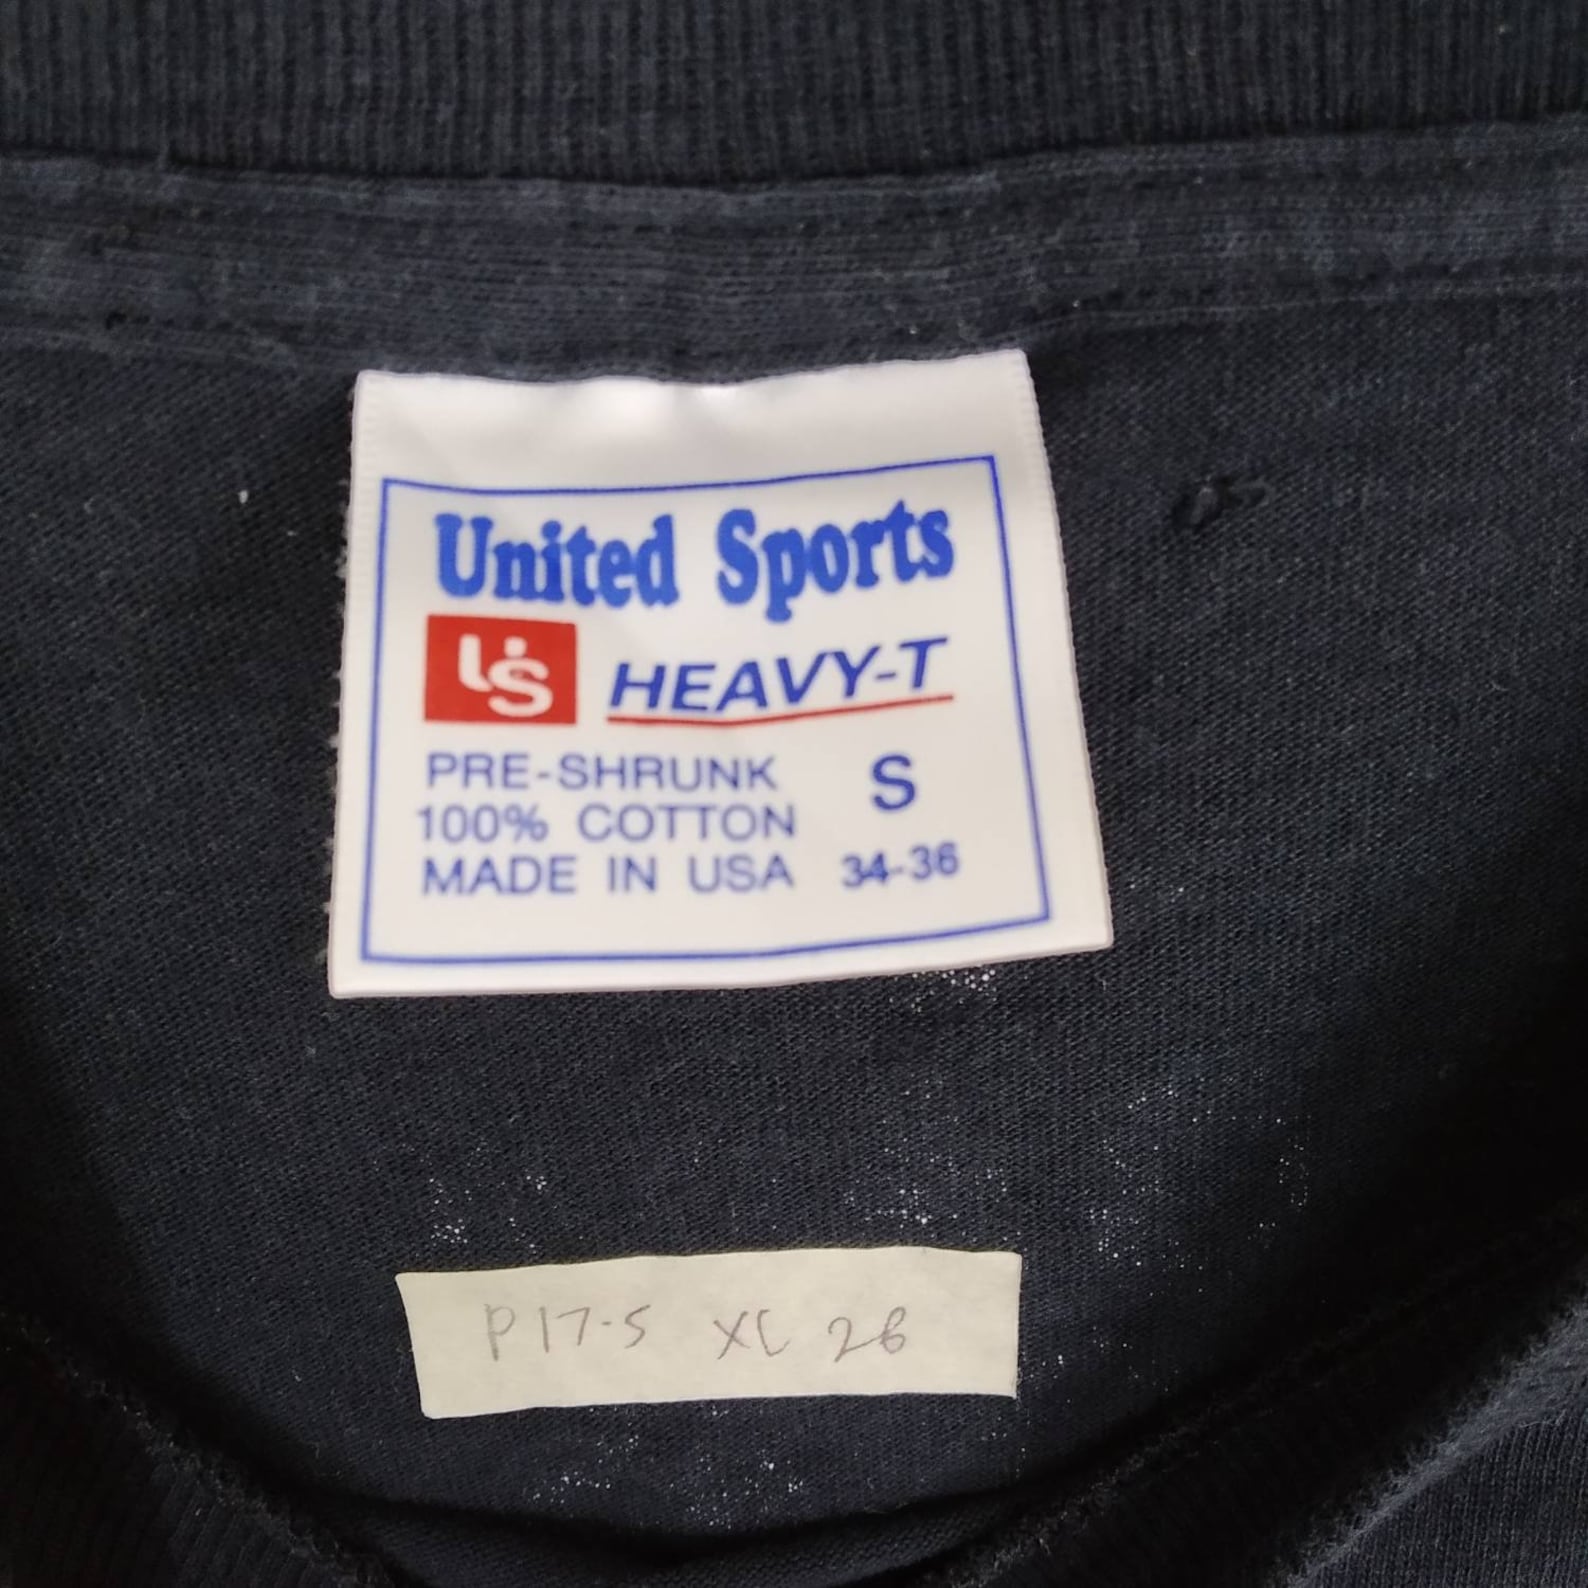 United Sports
US HEAVY-T
PRE-SHRUNK S
100% COTTON
MADE IN USA 34-36
P17.5 XL 26